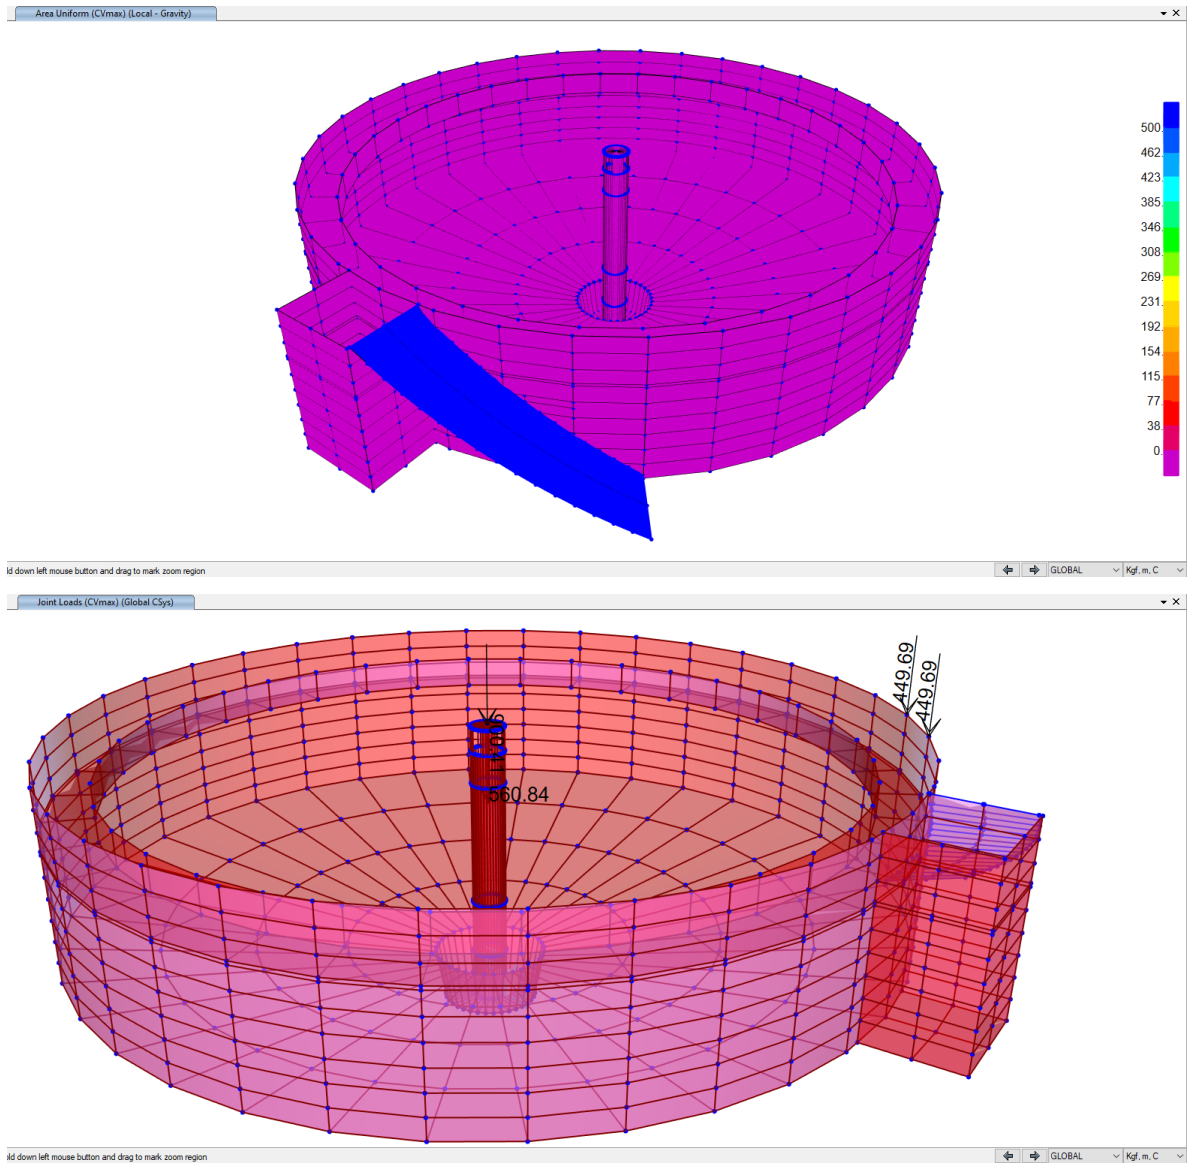 Area Uniform (CVmax) (Local - Gravity)
500.
462.
423.
385.
346.
308.
269.
231.
192.
154.
115.
77.
38.
0.
ld down left mouse button and drag to mark zoom region
GLOBAL
Kgf, m, C
Joint Loads (CVmax) (Global CSys)
449.69
449.69
560.84
ld down left mouse button and drag to mark zoom region
GLOBAL
Kgf, m, C